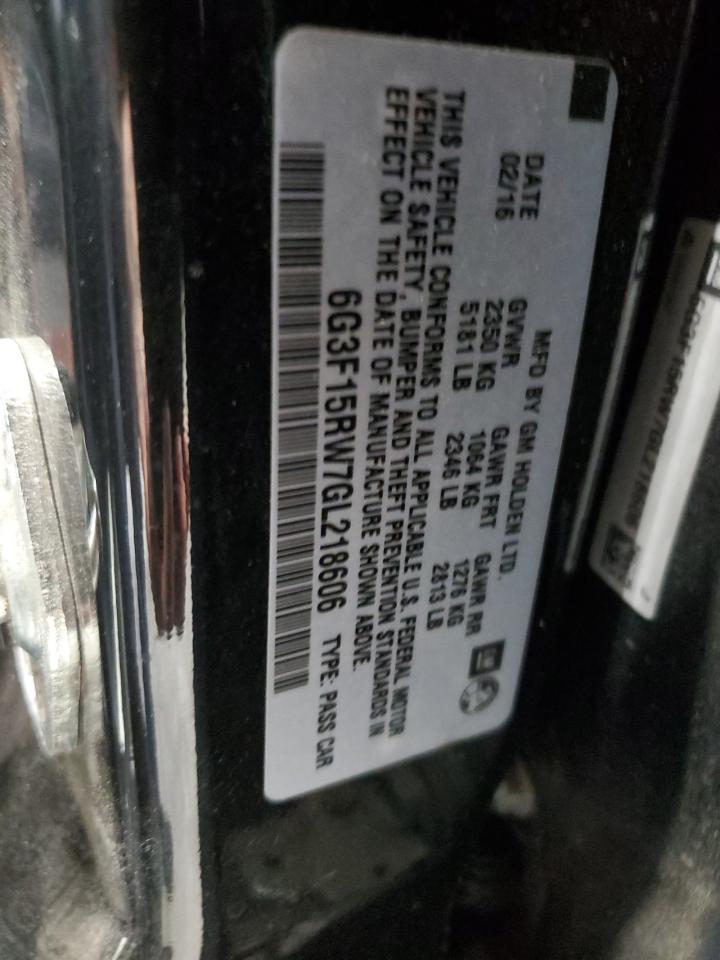 MFD BY GM HOLDEN LTD.
DATE GVWR GAWR FRT GAWR RR
02/16 2350 KG 1064 KG 1276 KG
5181 LB 2346 LB 2813 LB
THIS VEHICLE CONFORMS TO ALL APPLICABLE U.S. FEDERAL MOTOR
VEHICLE SAFETY, BUMPER AND THEFT PREVENTION STANDARDS IN
EFFECT ON THE DATE OF MANUFACTURE SHOWN ABOVE.
6G3F15RW7GL218606 TYPE: PASS CAR
6G3F15RW7GL218606